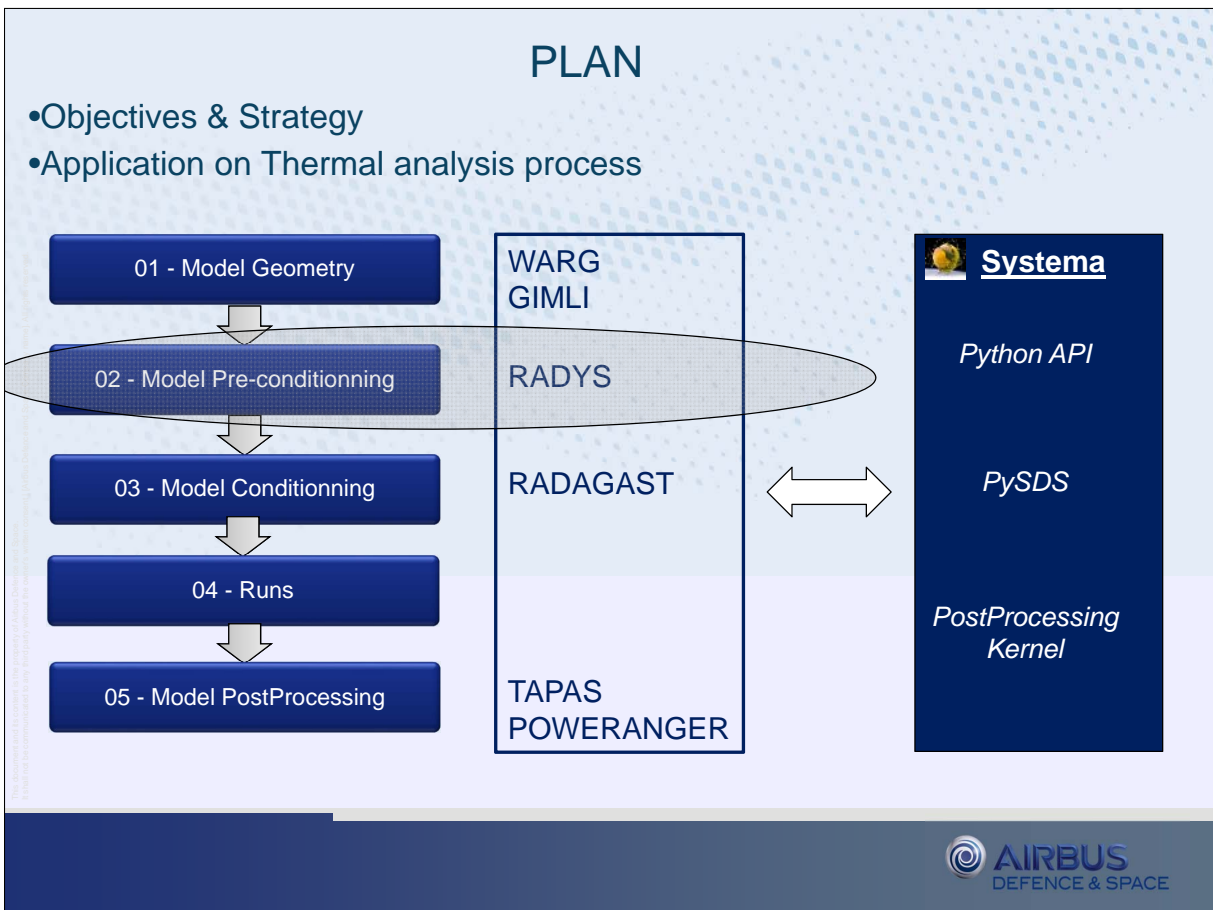 PLAN
•Objectives & Strategy
•Application on Thermal analysis process
01 - Model Geometry
02 - Model Pre-conditionning
03 - Model Conditionning
04 - Runs
05 - Model PostProcessing
WARG
GIMLI
RADYS
RADAGAST
TAPAS
POWERANGER
Systema
Python API
PySDS
PostProcessing
Kernel
AIRBUS
DEFENCE & SPACE